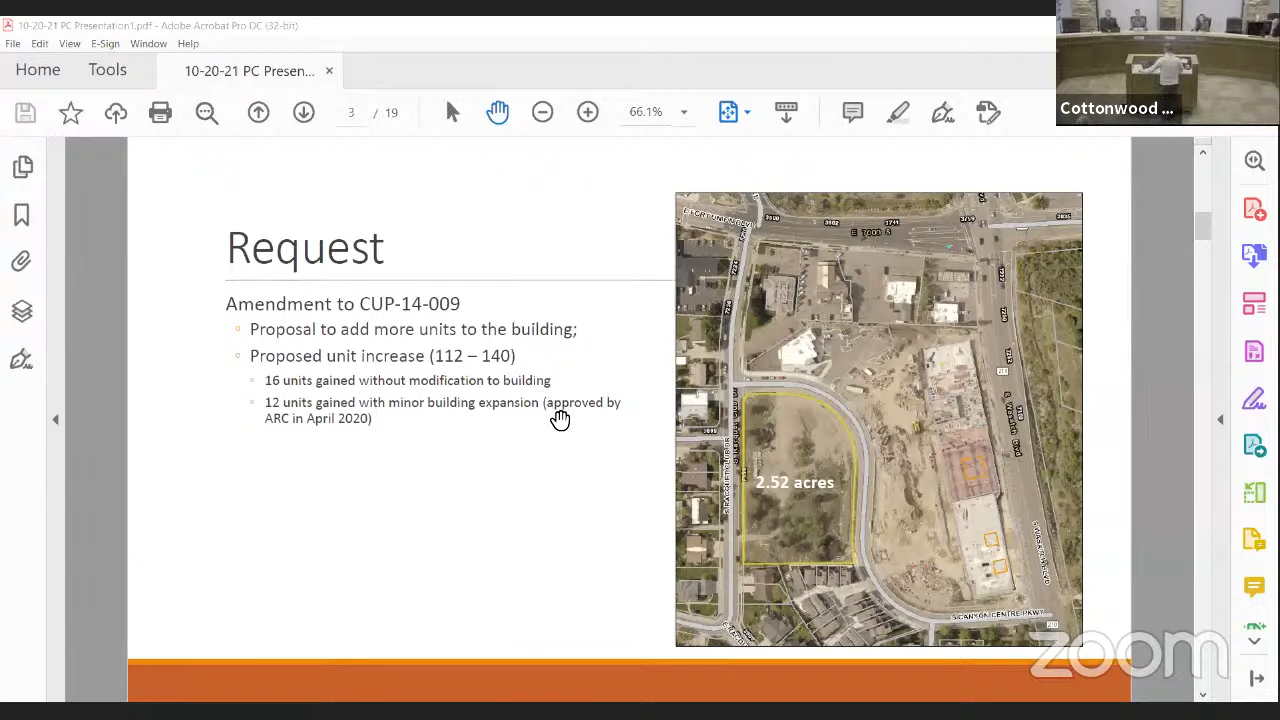 10-20-21 PC Presentation1.pdf - Adobe Acrobat Pro DC (32-bit)
File Edit View E-Sign Window Help
Home Tools 10-20-21 PC Presen... ×
3 / 19 66.1%
Cottonwood ...
Request
Amendment to CUP-14-009
Proposal to add more units to the building;
Proposed unit increase (112 – 140)
16 units gained without modification to building
12 units gained with minor building expansion (approved by
ARC in April 2020)
E 7000 S
2.52 acres
S CANYON CENTRE PKWY
zoom